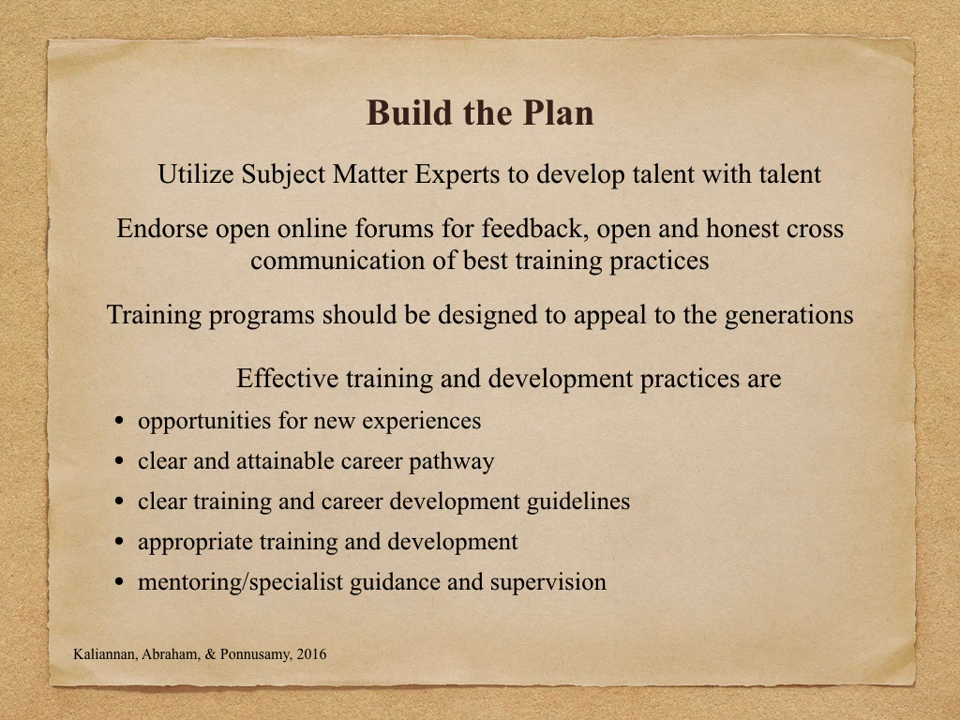 Build the Plan
Utilize Subject Matter Experts to develop talent with talent
Endorse open online forums for feedback, open and honest cross
communication of best training practices
Training programs should be designed to appeal to the generations
Effective training and development practices are
• opportunities for new experiences
• clear and attainable career pathway
• clear training and career development guidelines
• appropriate training and development
• mentoring/specialist guidance and supervision
Kaliannan, Abraham, & Ponnusamy, 2016